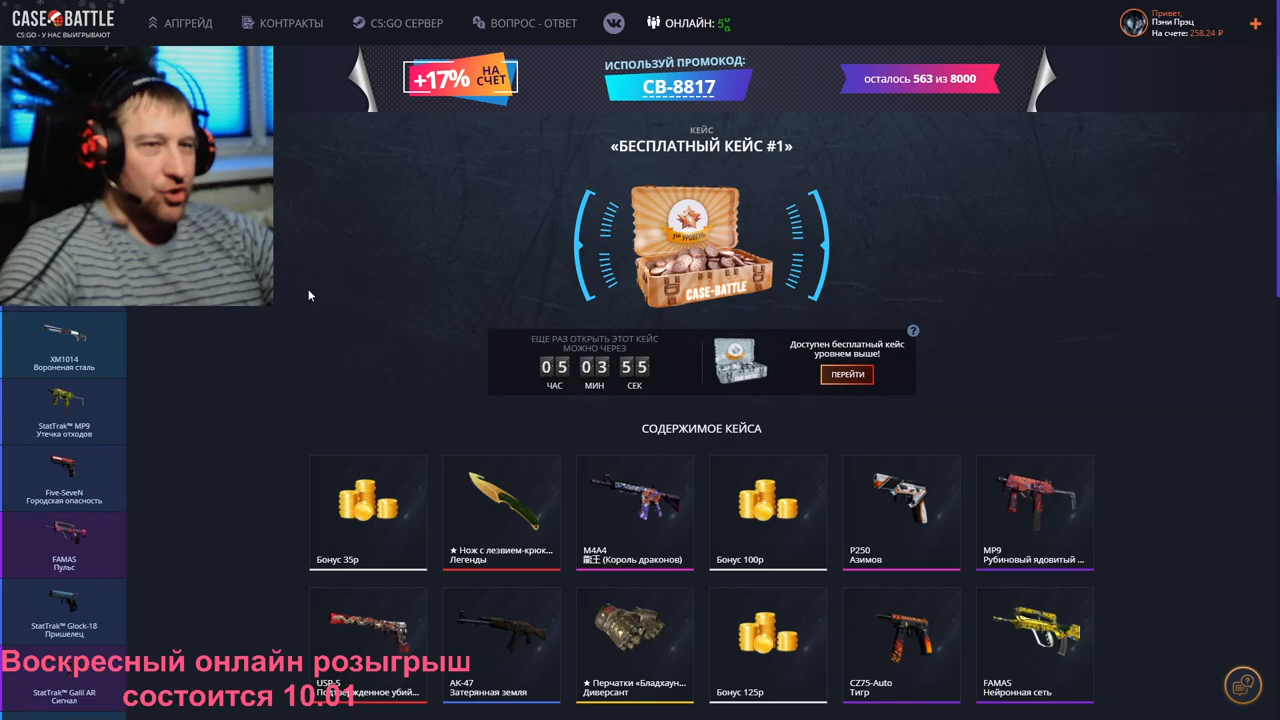 CASE BATTLE
CS:GO - У НАС ВЫИГРЫВАЮТ
АПГРЕЙД
КОНТРАКТЫ
CS:GO СЕРВЕР
ВОПРОС - ОТВЕТ
ОНЛАЙН:
Привет,
Пэни Прэц
На счете: 258.24 ₽
+17% НА СЧЕТ
ИСПОЛЬЗУЙ ПРОМОКОД:
CB-8817
осталось 563 из 8000
КЕЙС
«БЕСПЛАТНЫЙ КЕЙС #1»
1ый УРОВЕНЬ
CASE-BATTLE
ЕЩЕ РАЗ ОТКРЫТЬ ЭТОТ КЕЙС
МОЖНО ЧЕРЕЗ
05 03 55
ЧАС МИН СЕК
Доступен бесплатный кейс
уровнем выше!
ПЕРЕЙТИ
?
СОДЕРЖИМОЕ КЕЙСА
Бонус 35р
★ Нож с лезвием-крюк...
Легенды
M4A4
龍王 (Король драконов)
Бонус 100р
P250
Азимов
MP9
Рубиновый ядовитый ...
USP-S
Подтвержденное убий...
AK-47
Затерянная земля
★ Перчатки «Бладхаун...
Диверсант
Бонус 125р
CZ75-Auto
Тигр
FAMAS
Нейронная сеть
XM1014
Вороненая сталь
StatTrak™ MP9
Утечка отходов
Five-SeveN
Городская опасность
FAMAS
Пульс
StatTrak™ Glock-18
Пришелец
StatTrak™ Galil AR
Сигнал
Воскресный онлайн розыгрыш
состоится 10.01